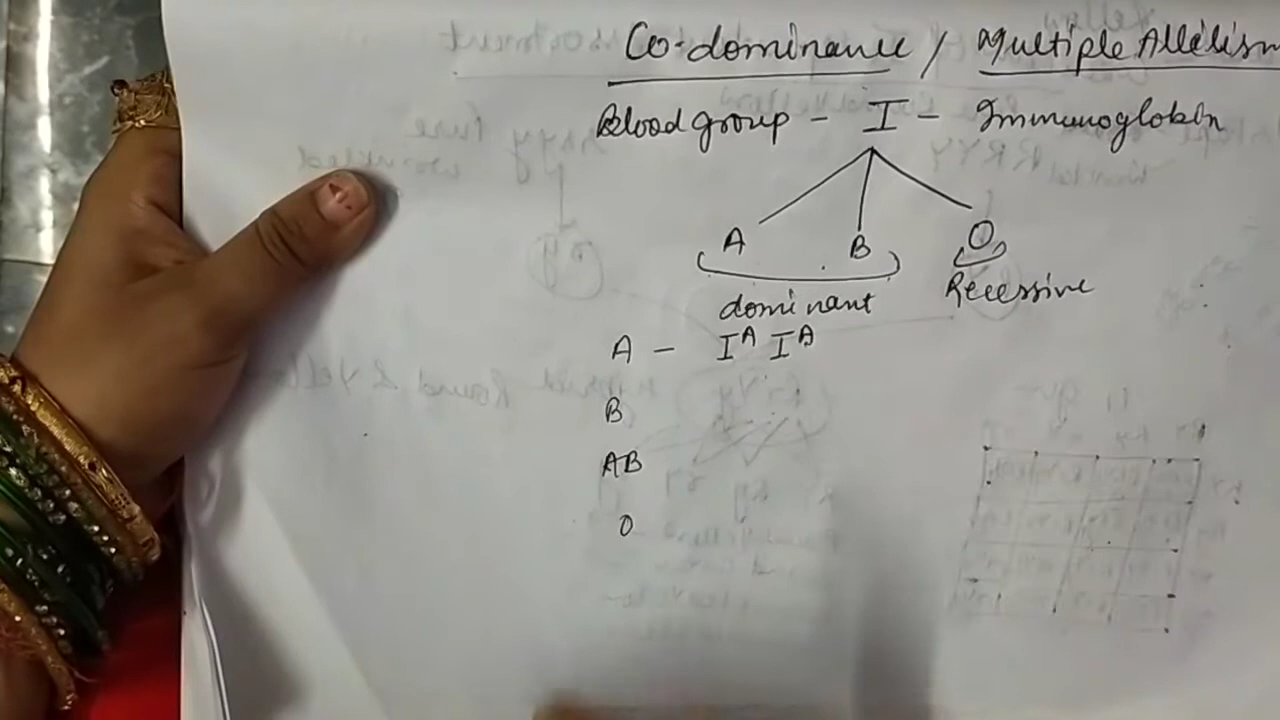 Co-dominance / Multiple Allelism
Blood group - I - Immunoglobin
A B O
dominant Recessive
A - I^A I^A
B
AB
O